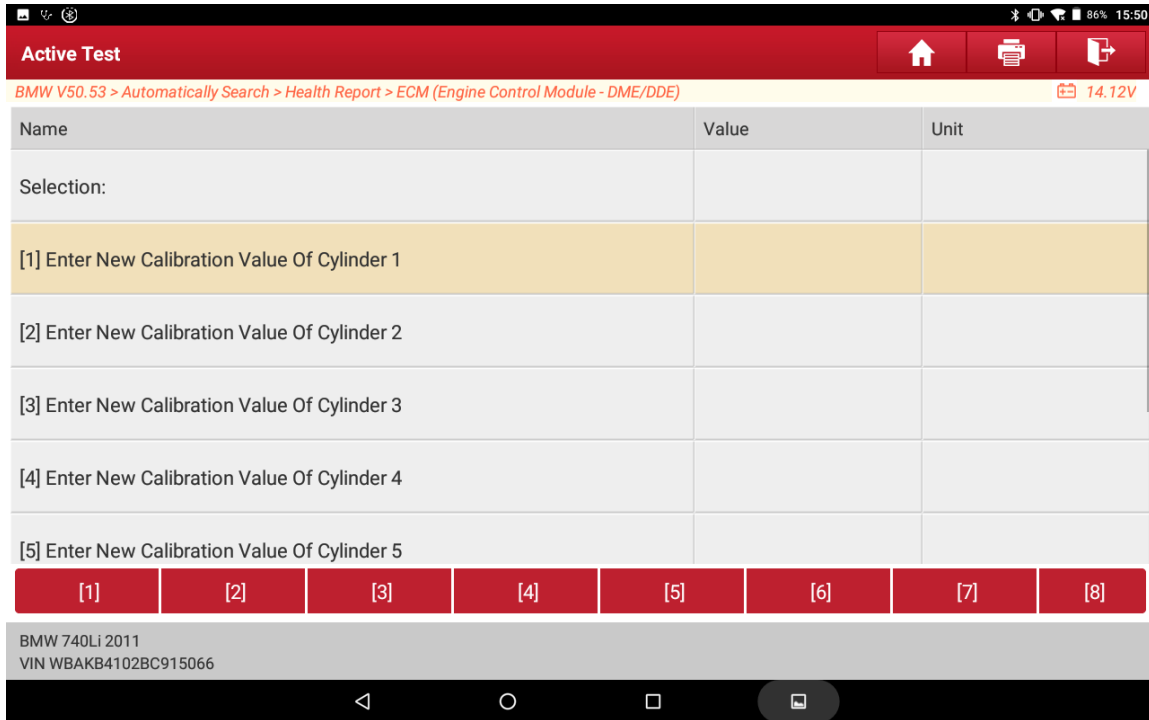 86% 15:50
Active Test
BMW V50.53 > Automatically Search > Health Report > ECM (Engine Control Module - DME/DDE) 14.12V
Name Value Unit
Selection:
[1] Enter New Calibration Value Of Cylinder 1
[2] Enter New Calibration Value Of Cylinder 2
[3] Enter New Calibration Value Of Cylinder 3
[4] Enter New Calibration Value Of Cylinder 4
[5] Enter New Calibration Value Of Cylinder 5
[1] [2] [3] [4] [5] [6] [7] [8]
BMW 740Li 2011
VIN WBAKB4102BC915066